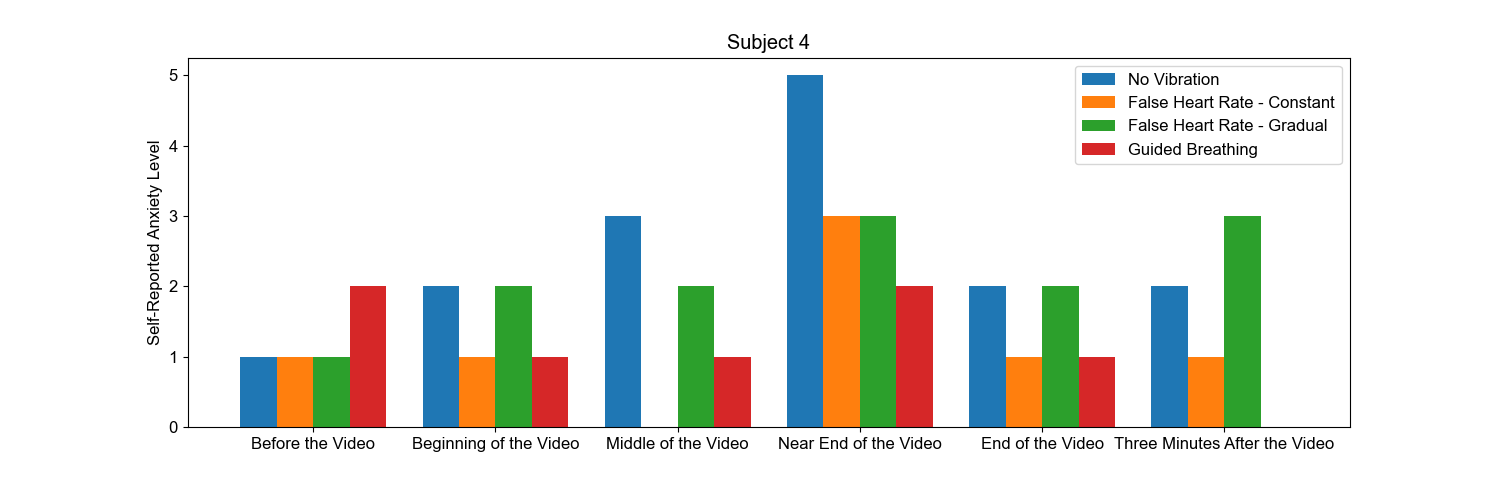 Subject 4
No Vibration
False Heart Rate - Constant
False Heart Rate - Gradual
Guided Breathing
Self-Reported Anxiety Level
5
4
3
2
1
0
Before the Video Beginning of the Video Middle of the Video Near End of the Video End of the Video Three Minutes After the Video